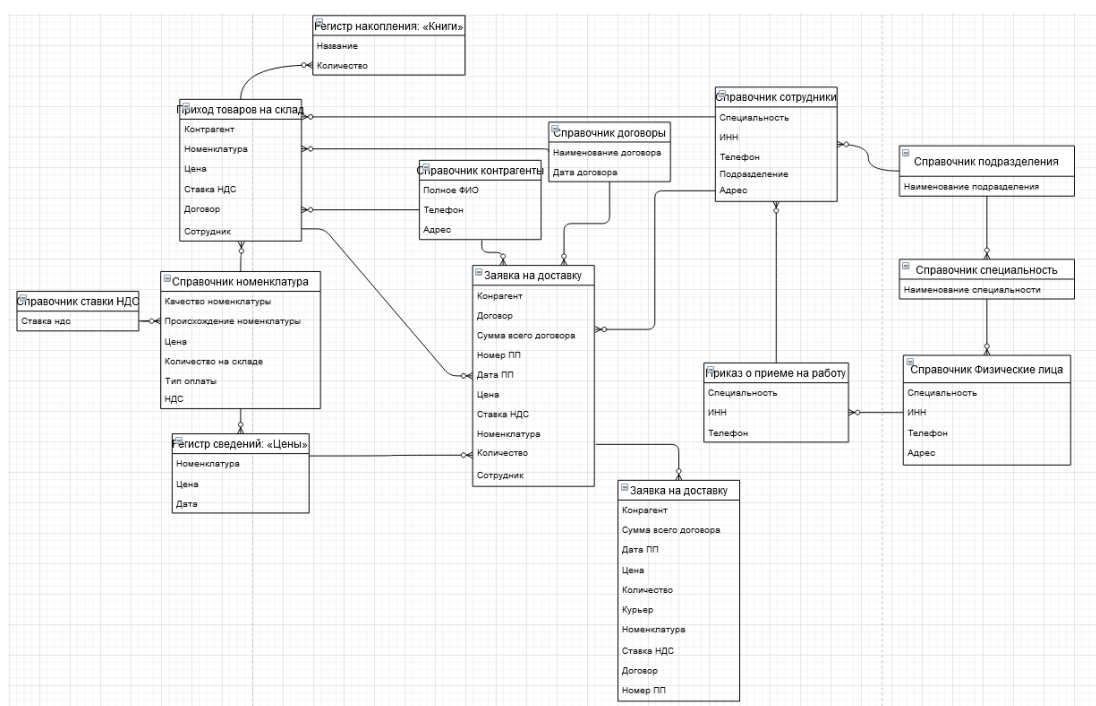 Регистр накопления: «Книги»
Название
Количество
Приход товаров на склад
Контрагент
Номенклатура
Цена
Ставка НДС
Договор
Сотрудник
Справочник сотрудники
Специальность
ИНН
Телефон
Подразделение
Адрес
Справочник договоры
Наименование договора
Дата договора
Справочник контрагенты
Полное ФИО
Телефон
Адрес
Справочник подразделения
Наименование подразделения
Справочник специальность
Наименование специальности
Справочник номенклатура
Качество номенклатуры
Происхождение номенклатуры
Цена
Количество на складе
Тип оплаты
НДС
Справочник ставки НДС
Ставка ндс
Заявка на доставку
Конрагент
Договор
Сумма всего договора
Номер ПП
Дата ПП
Цена
Ставка НДС
Номенклатура
Количество
Сотрудник
Приказ о приеме на работу
Специальность
ИНН
Телефон
Справочник Физические лица
Специальность
ИНН
Телефон
Адрес
Регистр сведений: «Цены»
Номенклатура
Цена
Дата
Заявка на доставку
Конрагент
Сумма всего договора
Дата ПП
Цена
Количество
Курьер
Номенклатура
Ставка НДС
Договор
Номер ПП